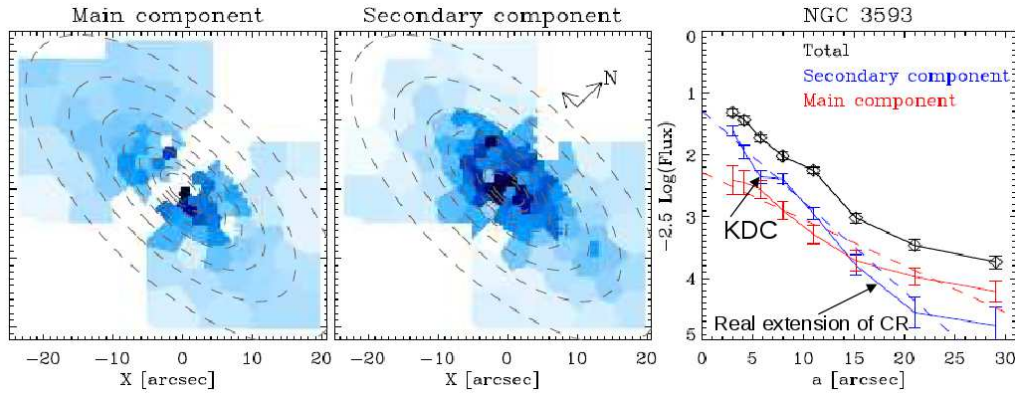 Main component
Secondary component
NGC 3593
N
Total
Secondary component
Main component
KDC
Real extension of CR
−2.5 Log(Flux)
0
1
2
3
4
5
−20 −10 0 10 20
−20 −10 0 10 20
0 5 10 15 20 25 30
X [arcsec]
X [arcsec]
a [arcsec]